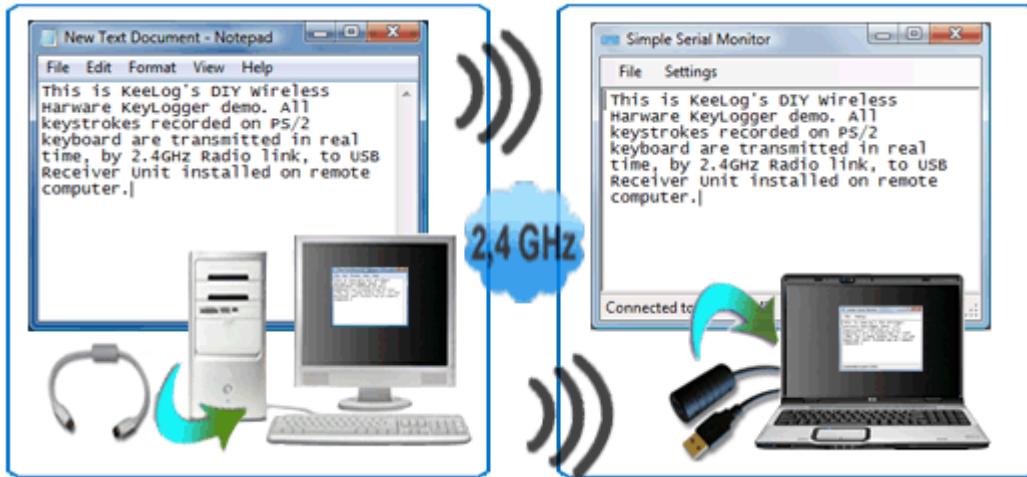 New Text Document - Notepad
File Edit Format View Help
This is KeeLog's DIY Wireless
Harware KeyLogger demo. All
keystrokes recorded on PS/2
keyboard are transmitted in real
time, by 2.4GHz Radio link, to USB
Receiver Unit installed on remote
computer.
2,4 GHz
Simple Serial Monitor
File Settings
This is KeeLog's DIY Wireless
Harware KeyLogger demo. All
keystrokes recorded on PS/2
keyboard are transmitted in real
time, by 2.4GHz Radio link, to USB
Receiver Unit installed on remote
computer.
Connected to